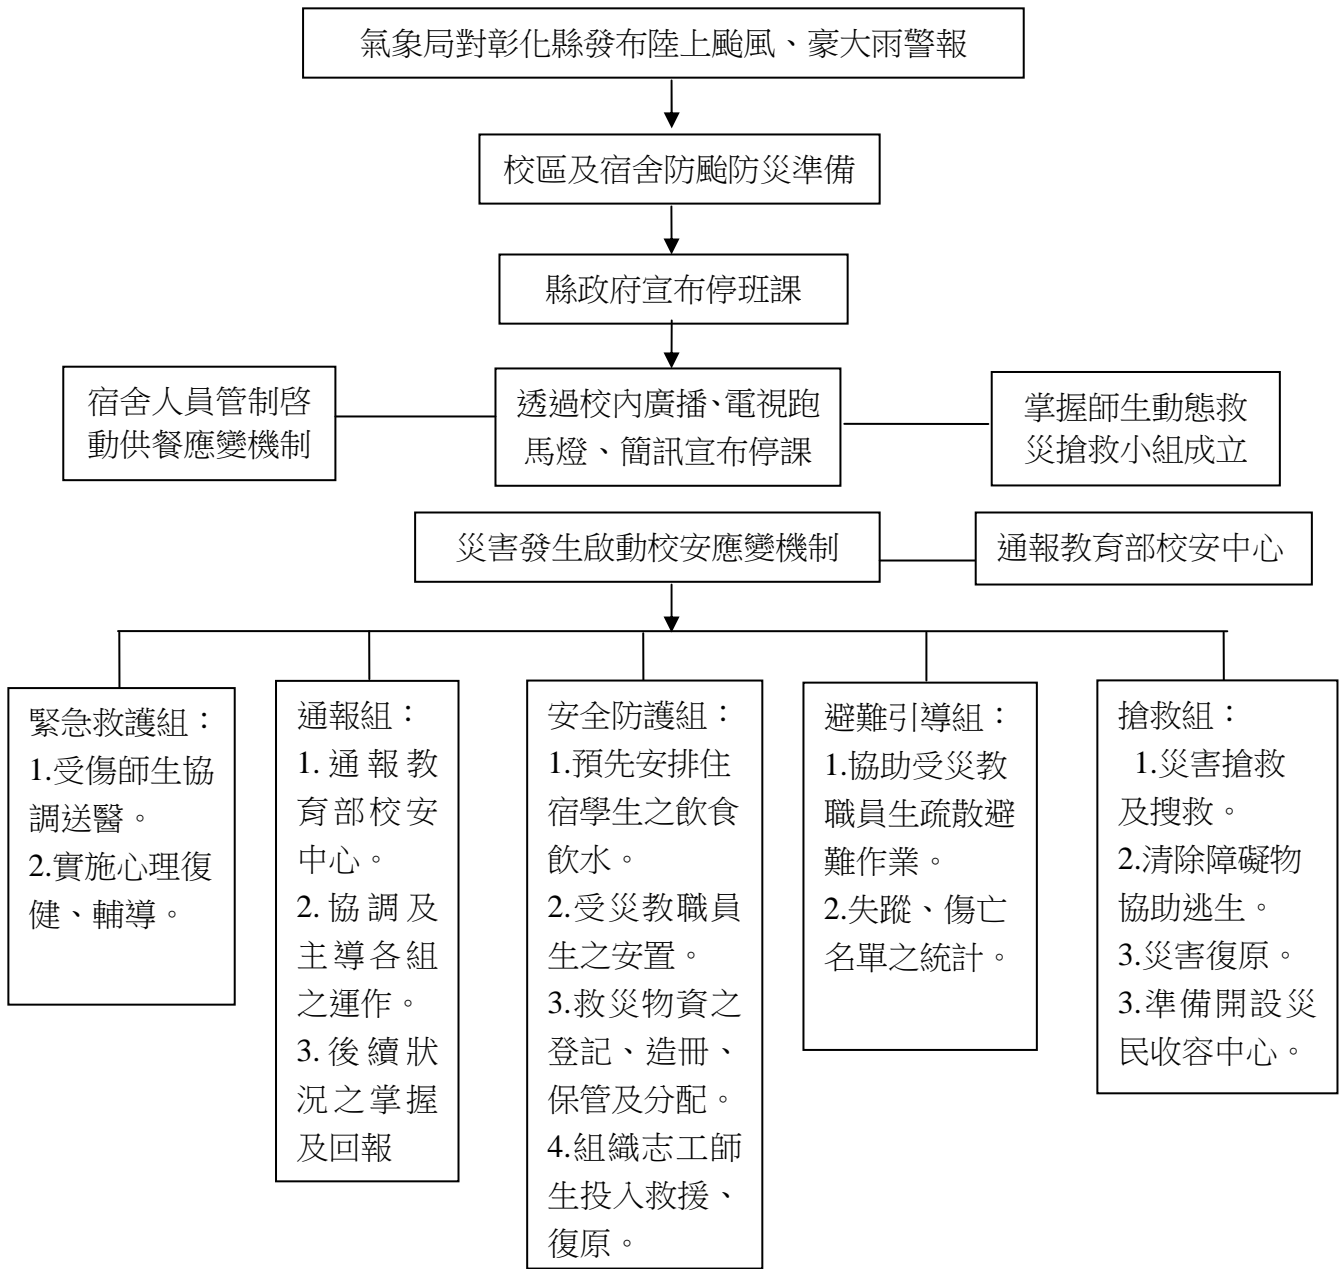 氣象局對彰化縣發布陸上颱風、豪大雨警報
校區及宿舍防颱防災準備
縣政府宣布停班課
宿舍人員管制啓
動供餐應變機制
透過校內廣播、電視跑
馬燈、簡訊宣布停課
掌握師生動態救
災搶救小組成立
災害發生啟動校安應變機制
通報教育部校安中心
緊急救護組：
1.受傷師生協
調送醫。
2.實施心理復
健、輔導。
通報組：
1.通報教
育部校安
中心。
2.協調及
主導各組
之運作。
3.後續狀
況之掌握
及回報
安全防護組：
1.預先安排住
宿學生之飲食
飲水。
2.受災教職員
生之安置。
3.救災物資之
登記、造冊、
保管及分配。
4.組織志工師
生投入救援、
復原。
避難引導組：
1.協助受災教
職員生疏散避
難作業。
2.失蹤、傷亡
名單之統計。
搶救組：
1.災害搶救
及搜救。
2.清除障礙物
協助逃生。
3.災害復原。
3.準備開設災
民收容中心。